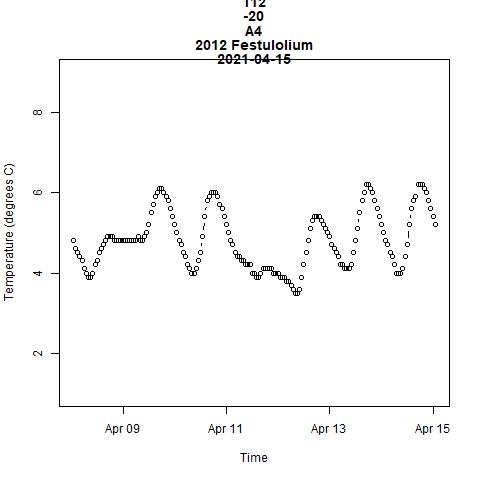 T12
-20
A4
2012 Festulolium
2021-04-15
8
6
4
2
Temperature (degrees C)
Apr 09 Apr 11 Apr 13 Apr 15
Time